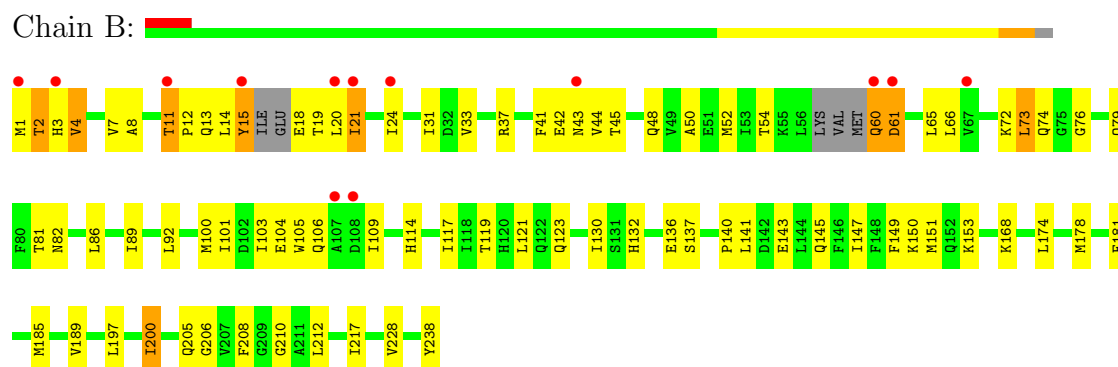 Chain B:
M1 T2 H3 V4 V7 A8 T11 P12 Q13 L14 Y15 ILE GLU E18 T19 L20 I21 I24 I31 D32 V33 R37 F41 E42 N43 V44 T45 Q48 V49 A50 E51 M52 I53 T54 K55 L56 LYS VAL MET Q60 D61 L65 L66 V67 K72 L73 Q74 G75 G76
F80 T81 N82 L86 I89 L92 M100 I101 D102 I103 E104 W105 Q106 A107 D108 I109 H114 I117 I118 T119 H120 L121 Q122 Q123 I130 S131 H132 E136 S137 P140 L141 D142 E143 L144 Q145 F146 I147 F148 F149 K150 M151 Q152 K153 K168 L174 M178
M185 V189 L197 I200 Q205 G206 V207 F208 G209 G210 A211 L212 I217 V228 Y238